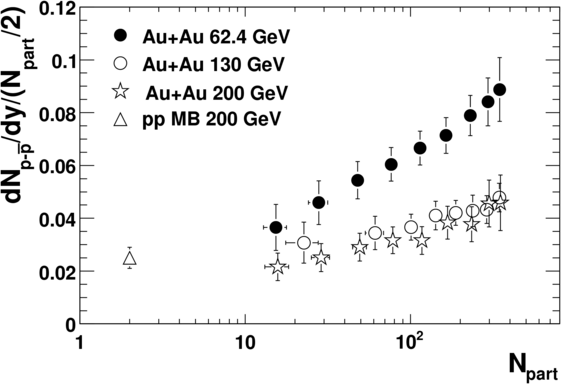 dN_{p-p̅}/dy/(N_{part}/2)
0.12
0.1
0.08
0.06
0.04
0.02
0
Au+Au 62.4 GeV
Au+Au 130 GeV
Au+Au 200 GeV
pp MB 200 GeV
1 10 10²
N_{part}